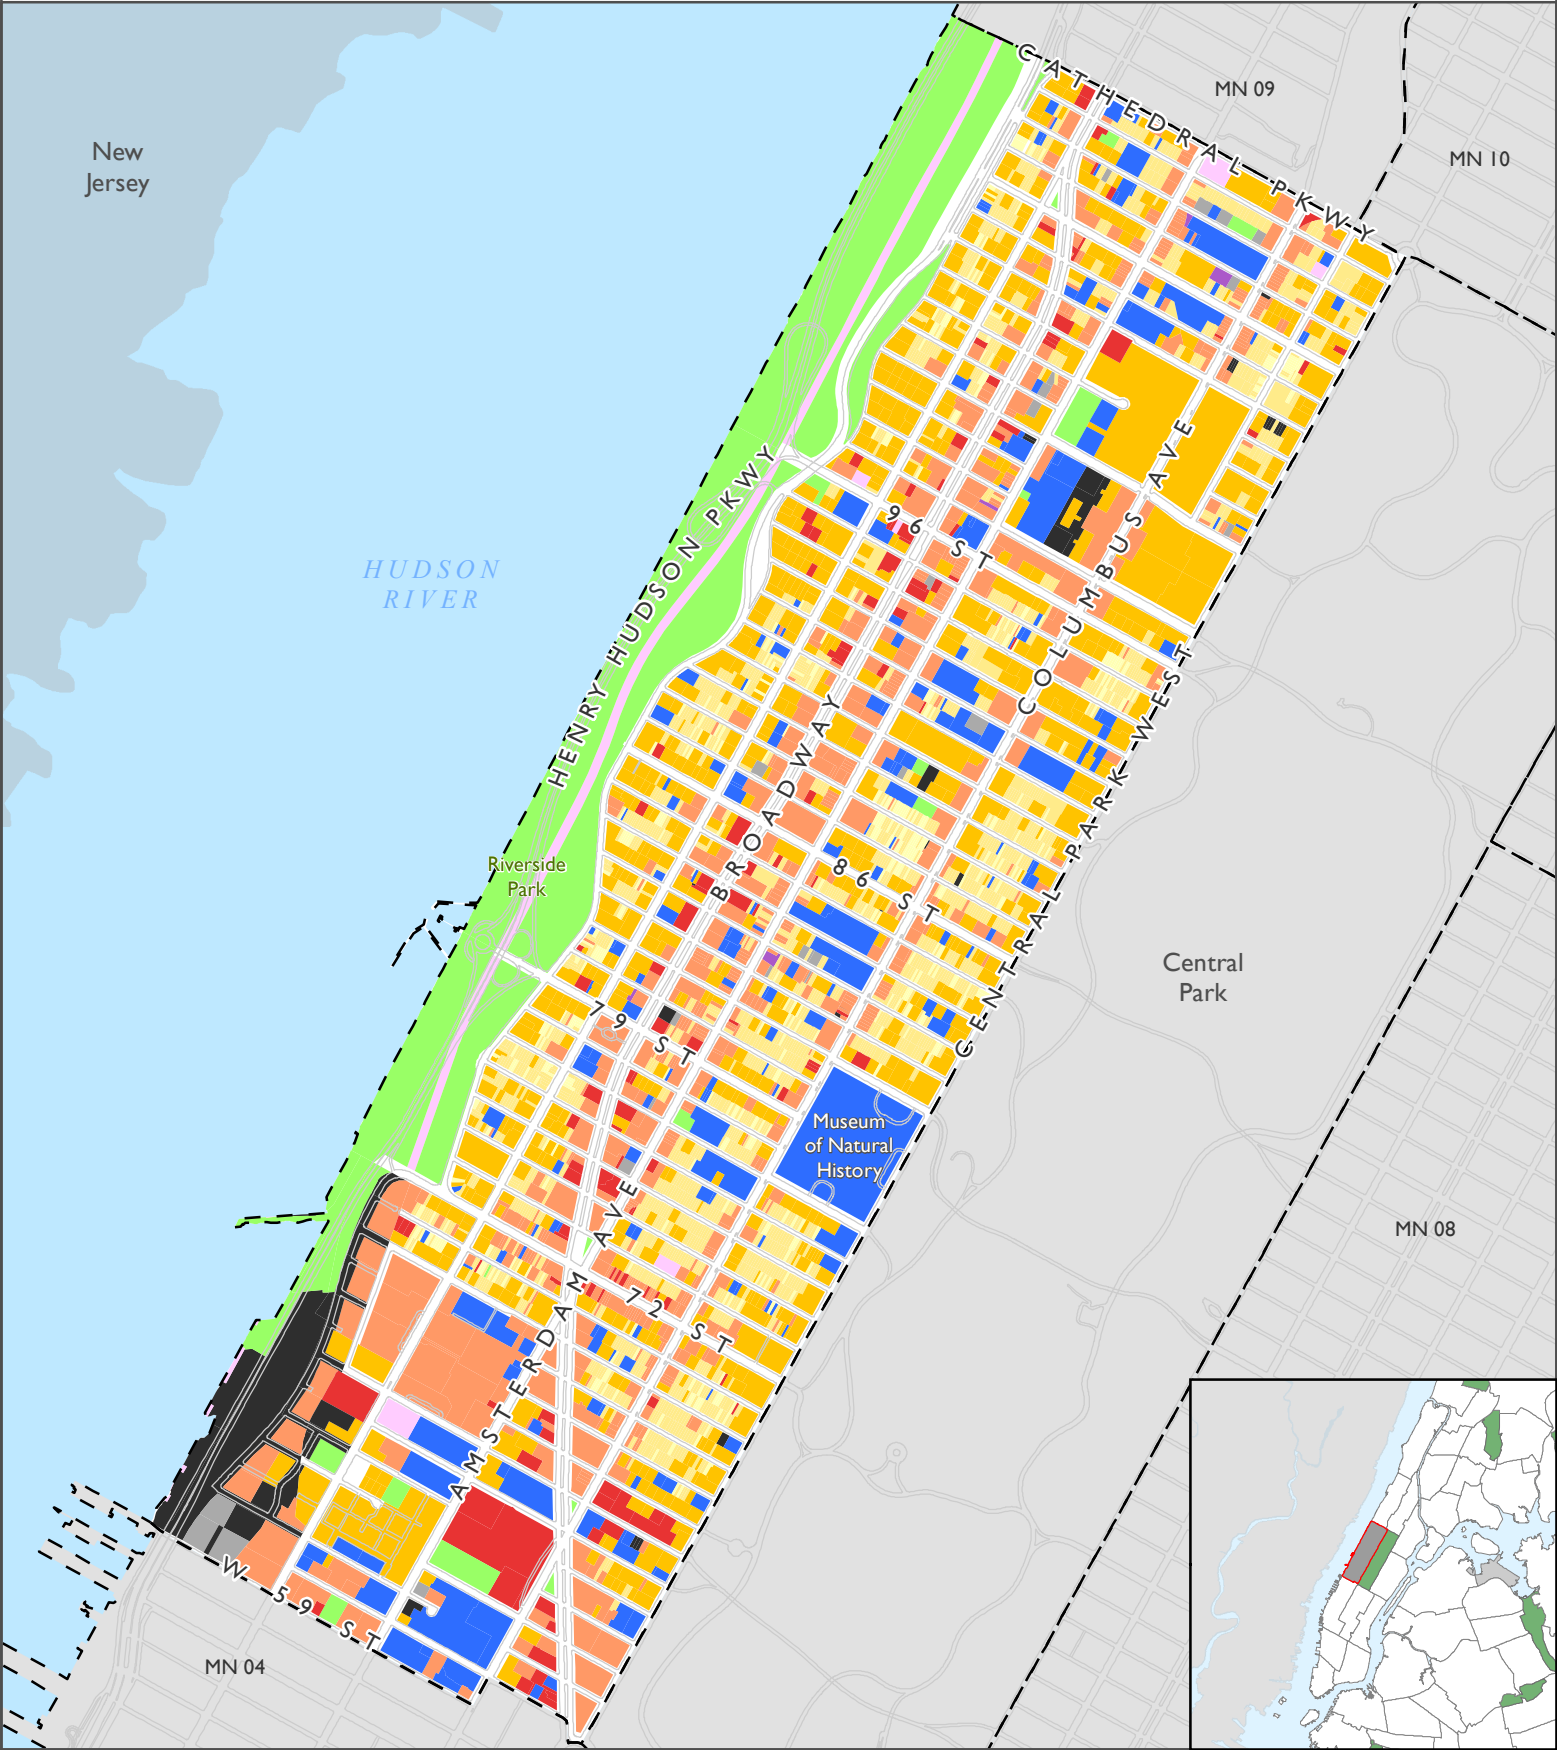 CATHEDRAL PKWY
MN 09
New
Jersey
MN 10
HENRY HUDSON PKWY
COLUMBUS AVE
96 ST
HUDSON
RIVER
CENTRAL PARK WEST
BROADWAY
Riverside
Park
86 ST
Central
Park
79 ST
Museum
of Natural
History
AMSTERDAM AVE
MN 08
72 ST
W 59 ST
MN 04